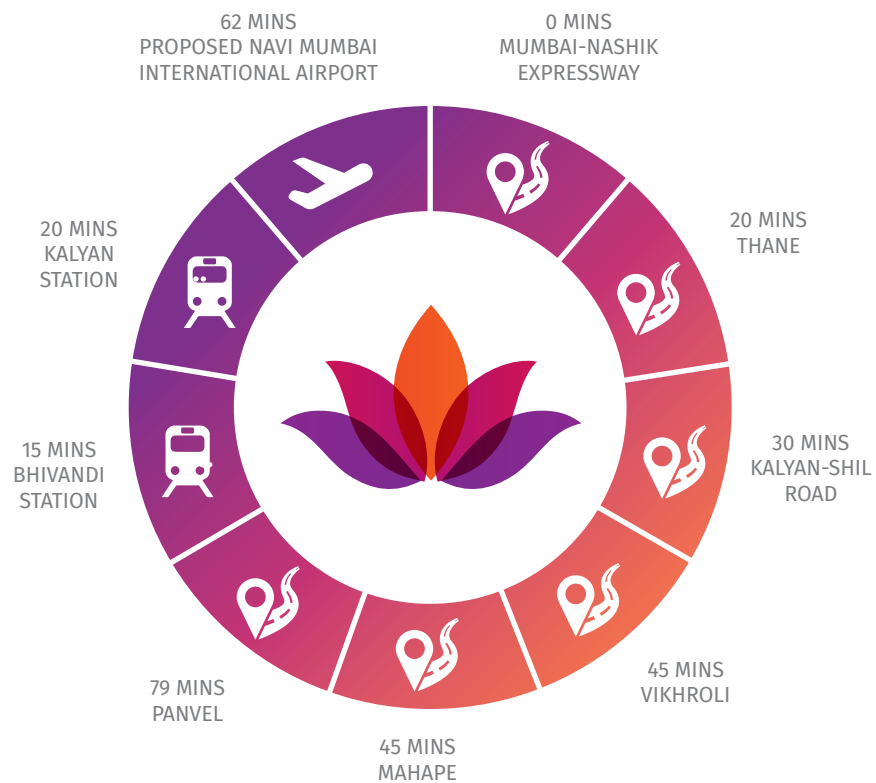 62 MINS
PROPOSED NAVI MUMBAI
INTERNATIONAL AIRPORT
0 MINS
MUMBAI-NASHIK
EXPRESSWAY
20 MINS
THANE
30 MINS
KALYAN-SHIL
ROAD
45 MINS
VIKHROLI
45 MINS
MAHAPE
79 MINS
PANVEL
15 MINS
BHIVANDI
STATION
20 MINS
KALYAN
STATION